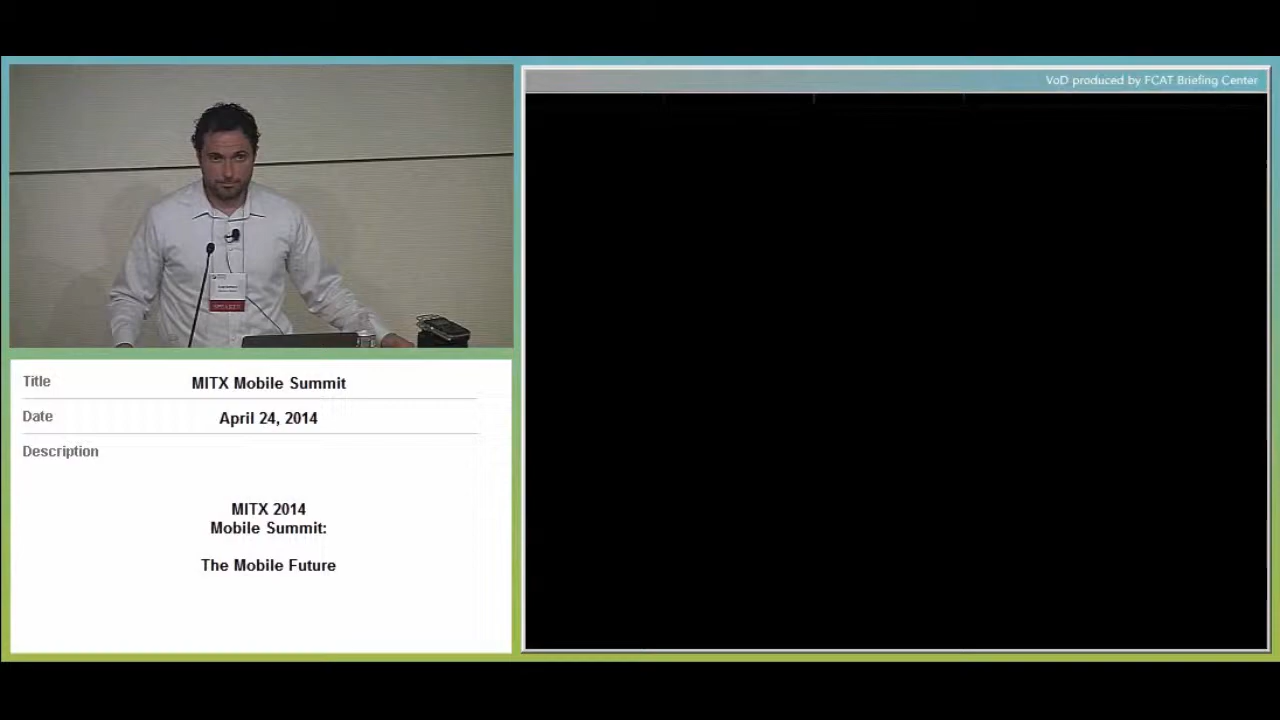 VoD produced by FCAT Briefing Center
SPEAKER
Title MITX Mobile Summit
Date April 24, 2014
Description
MITX 2014
Mobile Summit:
The Mobile Future